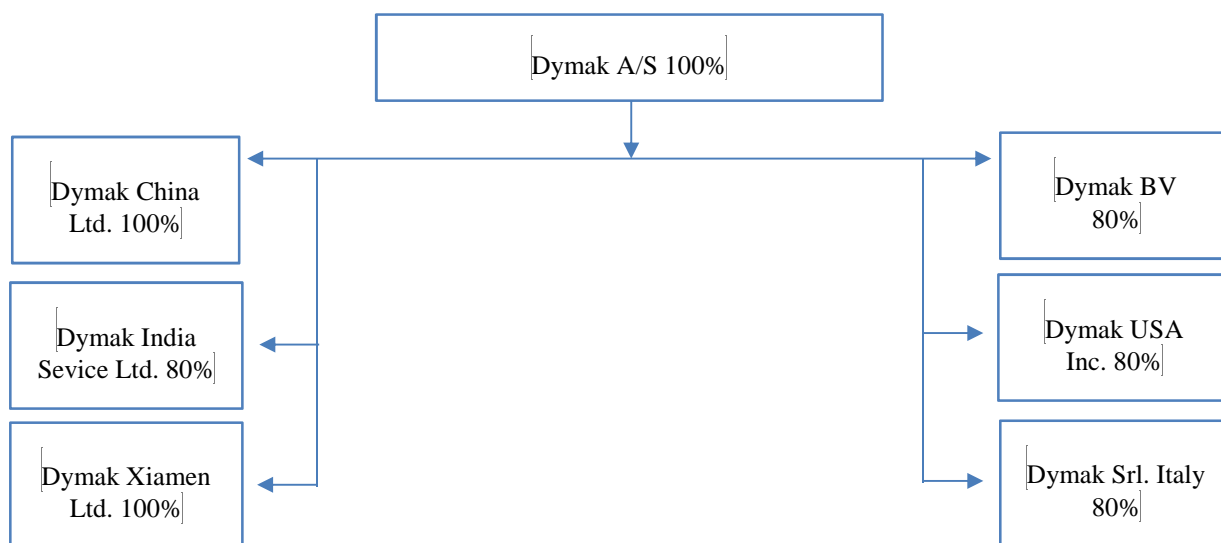 Dymak A/S 100%
Dymak China
Ltd. 100%
Dymak BV
80%
Dymak India
Sevice Ltd. 80%
Dymak USA
Inc. 80%
Dymak Xiamen
Ltd. 100%
Dymak Srl. Italy
80%